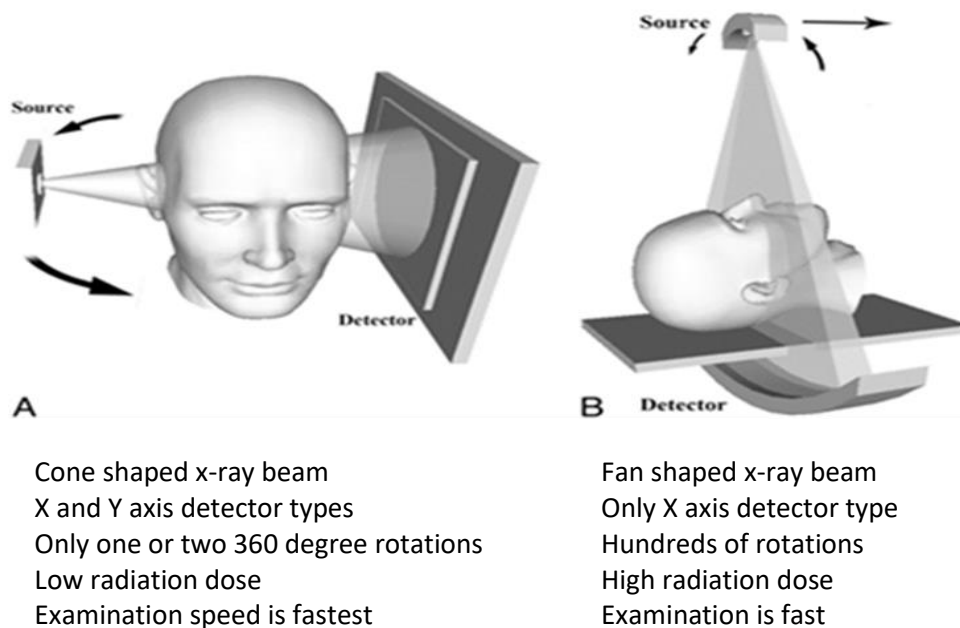 Source
Detector
A
Source
Detector
B
Cone shaped x-ray beam
X and Y axis detector types
Only one or two 360 degree rotations
Low radiation dose
Examination speed is fastest
Fan shaped x-ray beam
Only X axis detector type
Hundreds of rotations
High radiation dose
Examination is fast